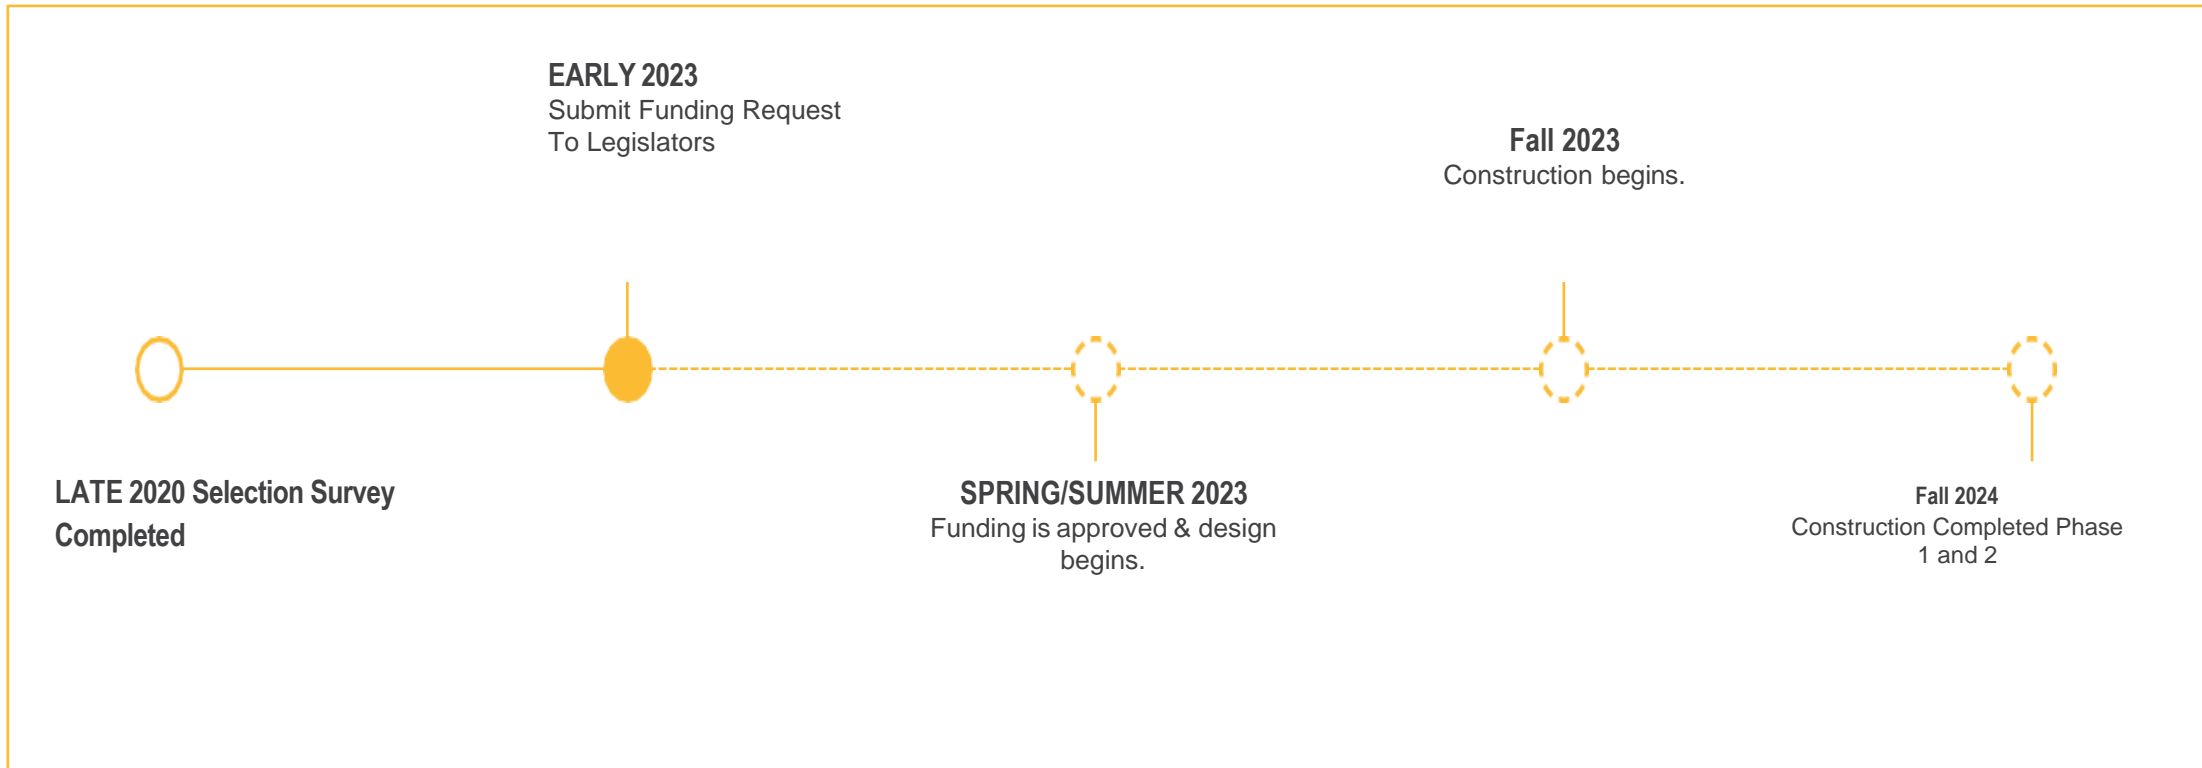 EARLY 2023
Submit Funding Request
To Legislators
Fall 2023
Construction begins.
LATE 2020 Selection Survey
Completed
SPRING/SUMMER 2023
Funding is approved & design
begins.
Fall 2024
Construction Completed Phase
1 and 2